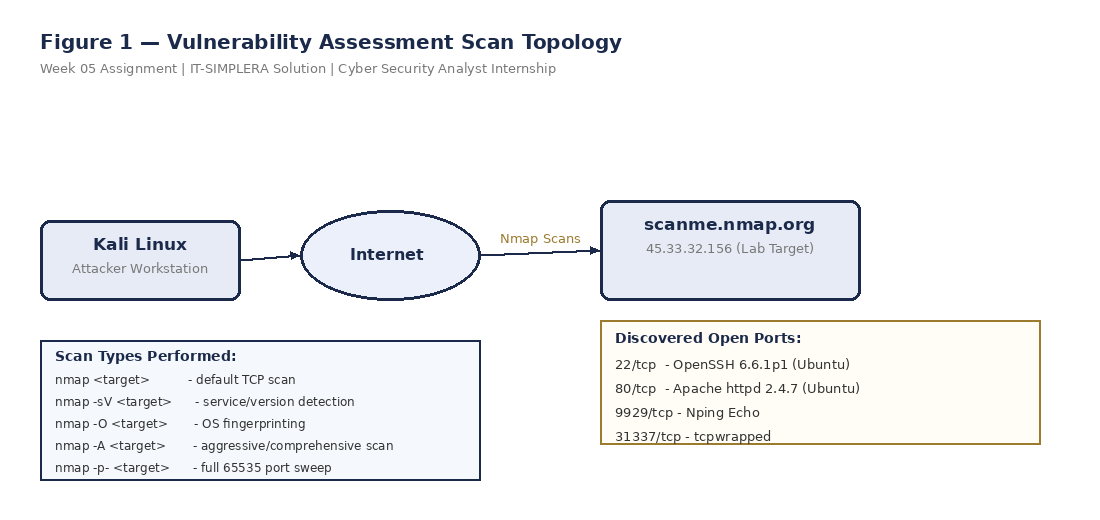 Figure 1 — Vulnerability Assessment Scan Topology
Week 05 Assignment | IT-SIMPLERA Solution | Cyber Security Analyst Internship
Kali Linux
Attacker Workstation
Internet
Nmap Scans
scanme.nmap.org
45.33.32.156 (Lab Target)
Scan Types Performed:
nmap <target> - default TCP scan
nmap -sV <target> - service/version detection
nmap -O <target> - OS fingerprinting
nmap -A <target> - aggressive/comprehensive scan
nmap -p- <target> - full 65535 port sweep
Discovered Open Ports:
22/tcp - OpenSSH 6.6.1p1 (Ubuntu)
80/tcp - Apache httpd 2.4.7 (Ubuntu)
9929/tcp - Nping Echo
31337/tcp - tcpwrapped